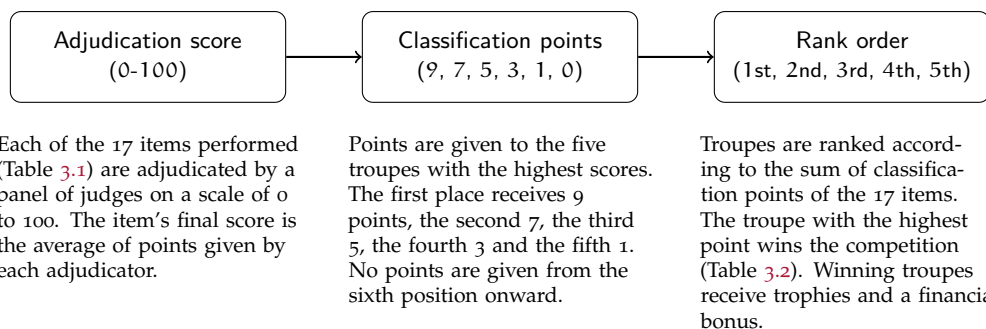 Adjudication score
(0-100)
Classification points
(9, 7, 5, 3, 1, 0)
Rank order
(1st, 2nd, 3rd, 4th, 5th)
Each of the 17 items performed
(Table 3.1) are adjudicated by a
panel of judges on a scale of 0
to 100. The item's final score is
the average of points given by
each adjudicator.
Points are given to the five
troupes with the highest scores.
The first place receives 9
points, the second 7, the third
5, the fourth 3 and the fifth 1.
No points are given from the
sixth position onward.
Troupes are ranked accord-
ing to the sum of classifica-
tion points of the 17 items.
The troupe with the highest
point wins the competition
(Table 3.2). Winning troupes
receive trophies and a financia
bonus.